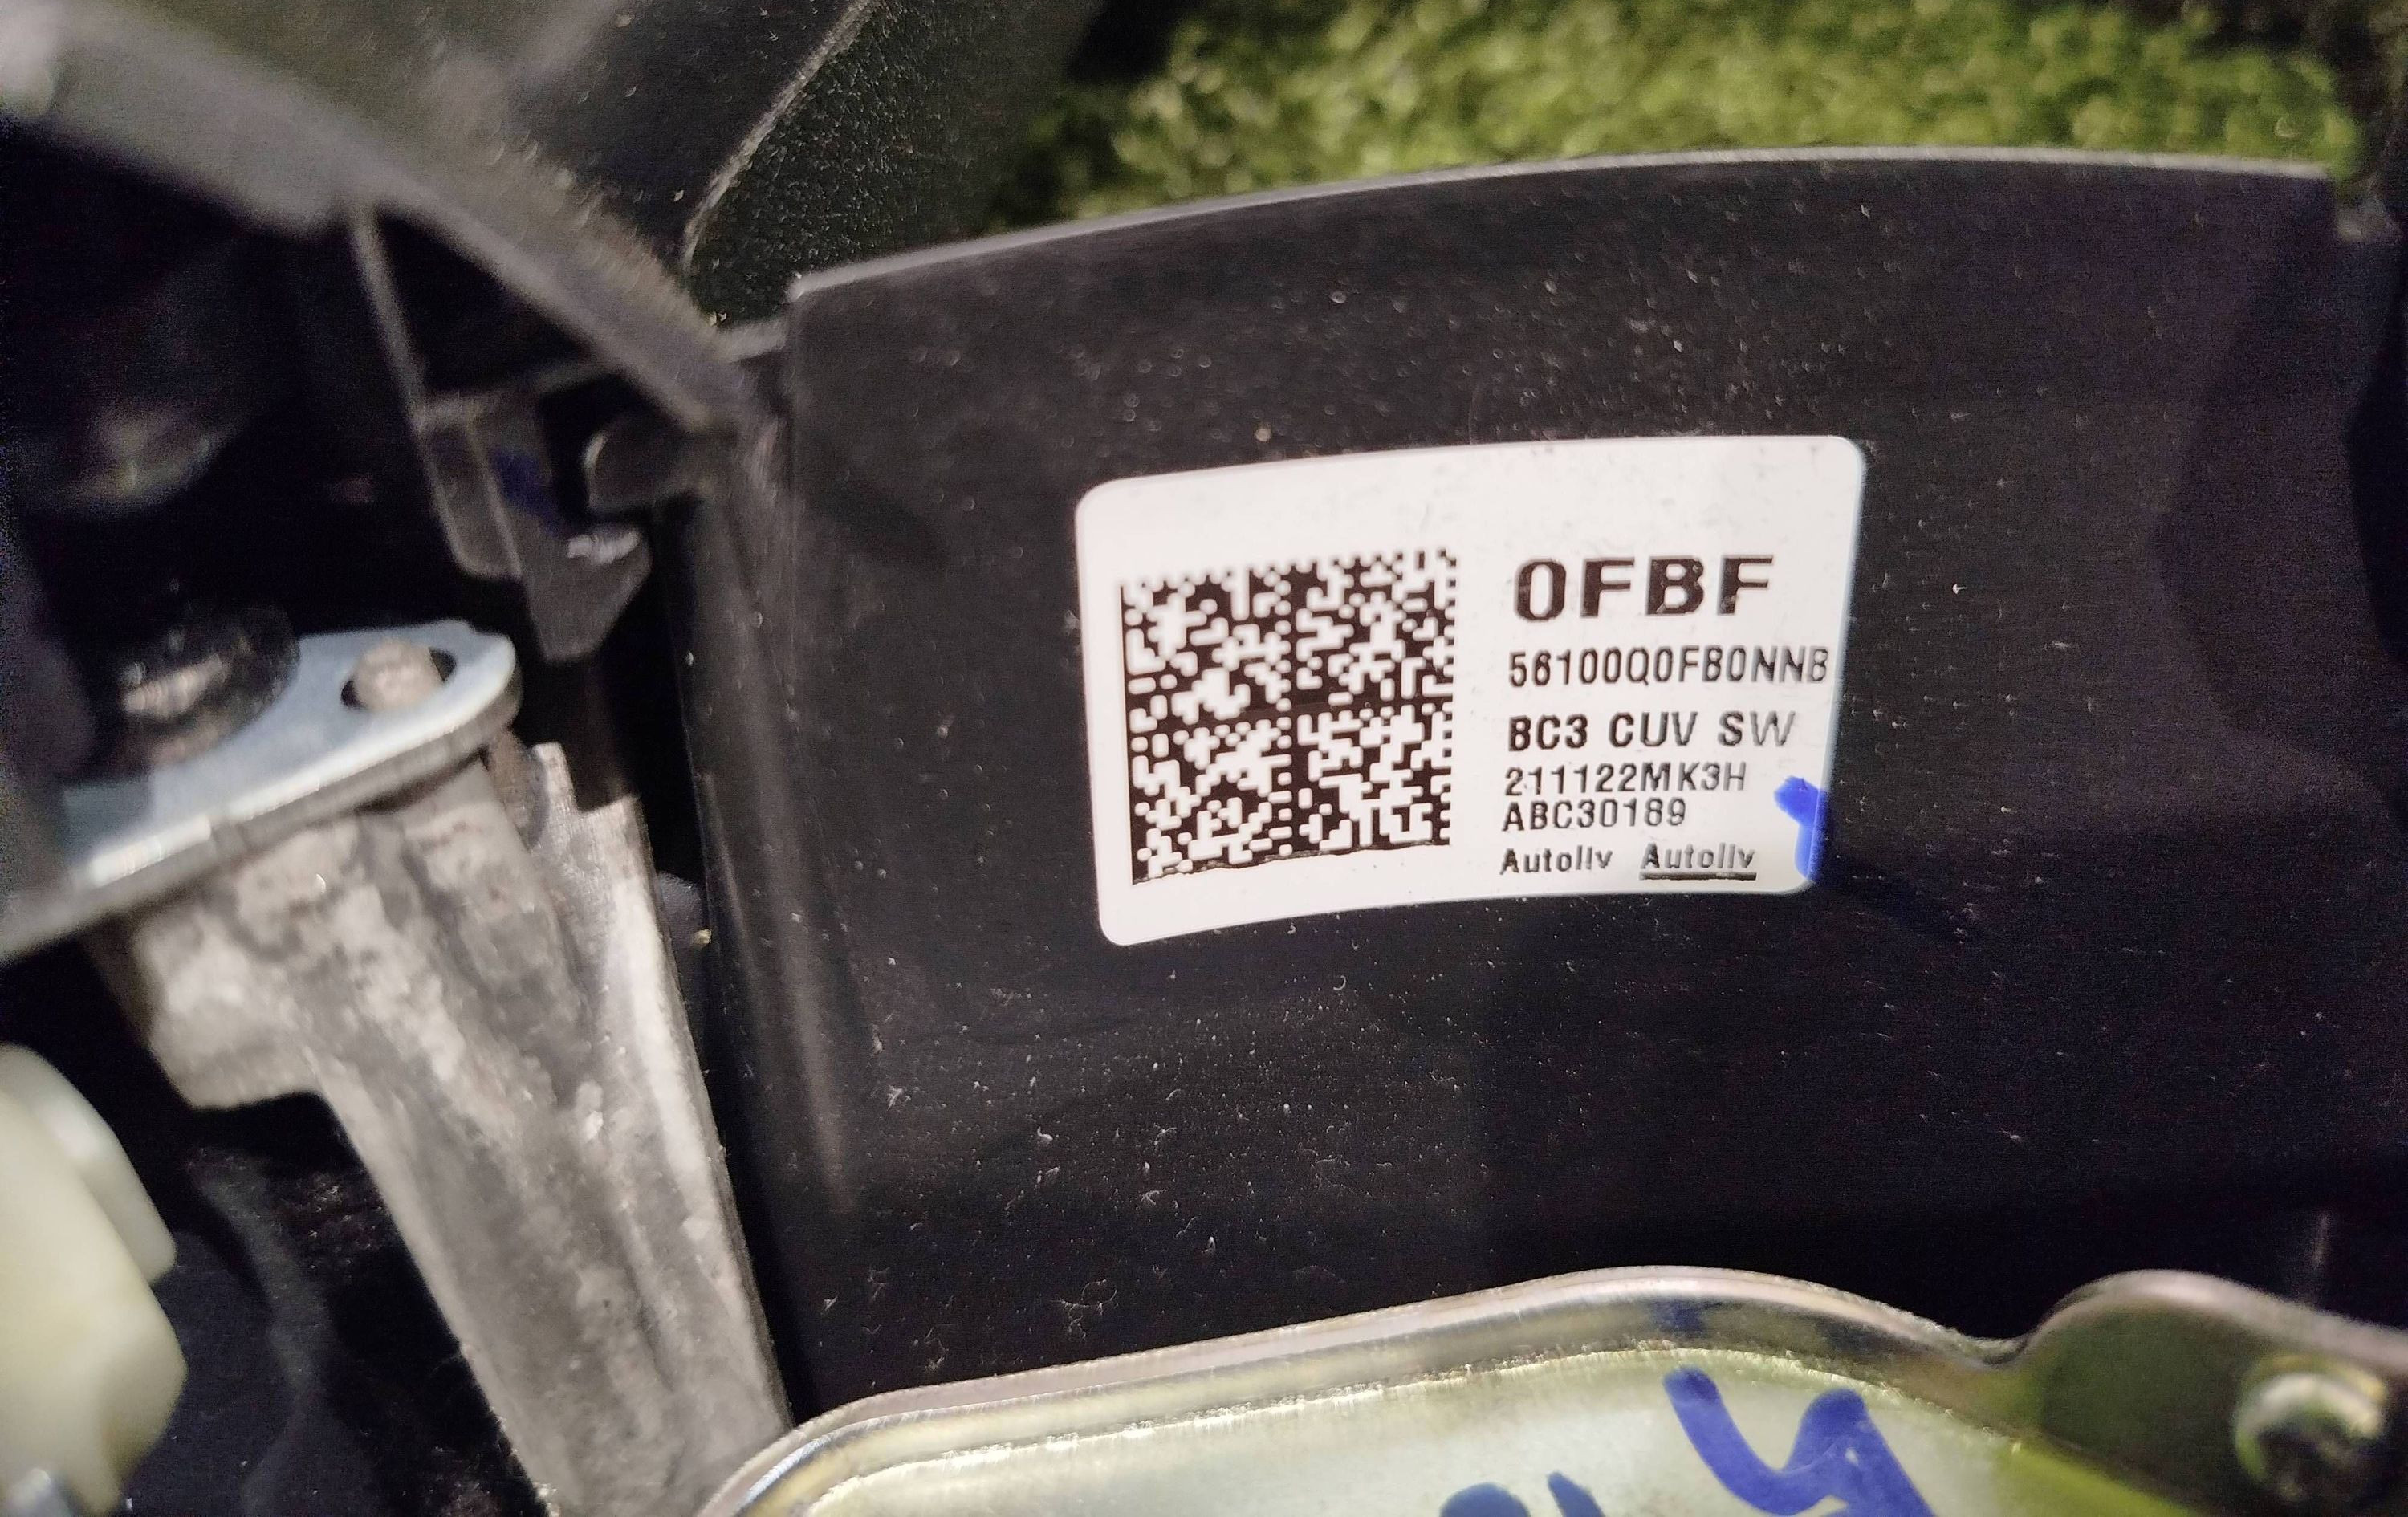 0FBF
56100Q0FB0NNB
BC3 CUV SW
211122MK3H
ABC30189
Autoliv Autoliv